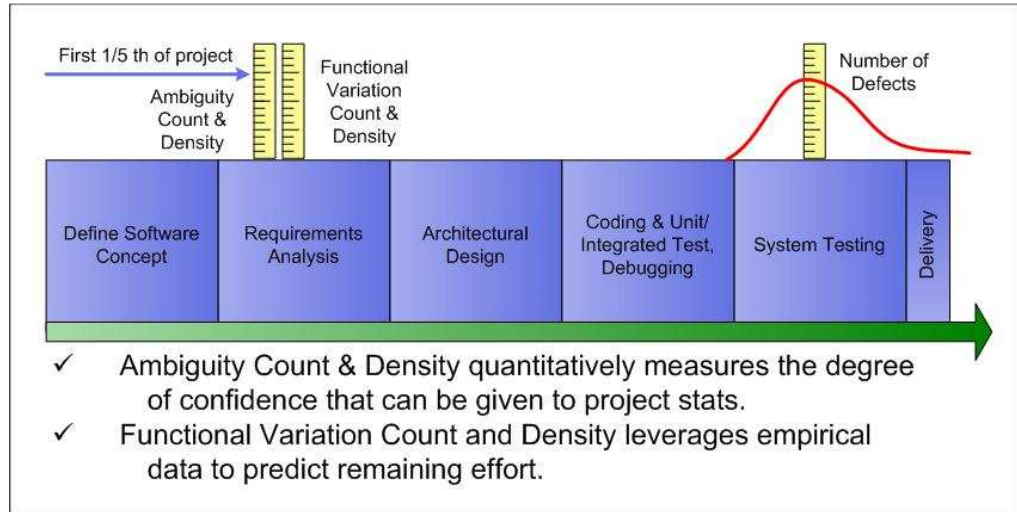 First 1/5 th of project
Ambiguity
Count &
Density
Functional
Variation
Count &
Density
Number of
Defects
Define Software
Concept
Requirements
Analysis
Architectural
Design
Coding & Unit/
Integrated Test,
Debugging
System Testing
Delivery
✓ Ambiguity Count & Density quantitatively measures the degree
of confidence that can be given to project stats.
✓ Functional Variation Count and Density leverages empirical
data to predict remaining effort.